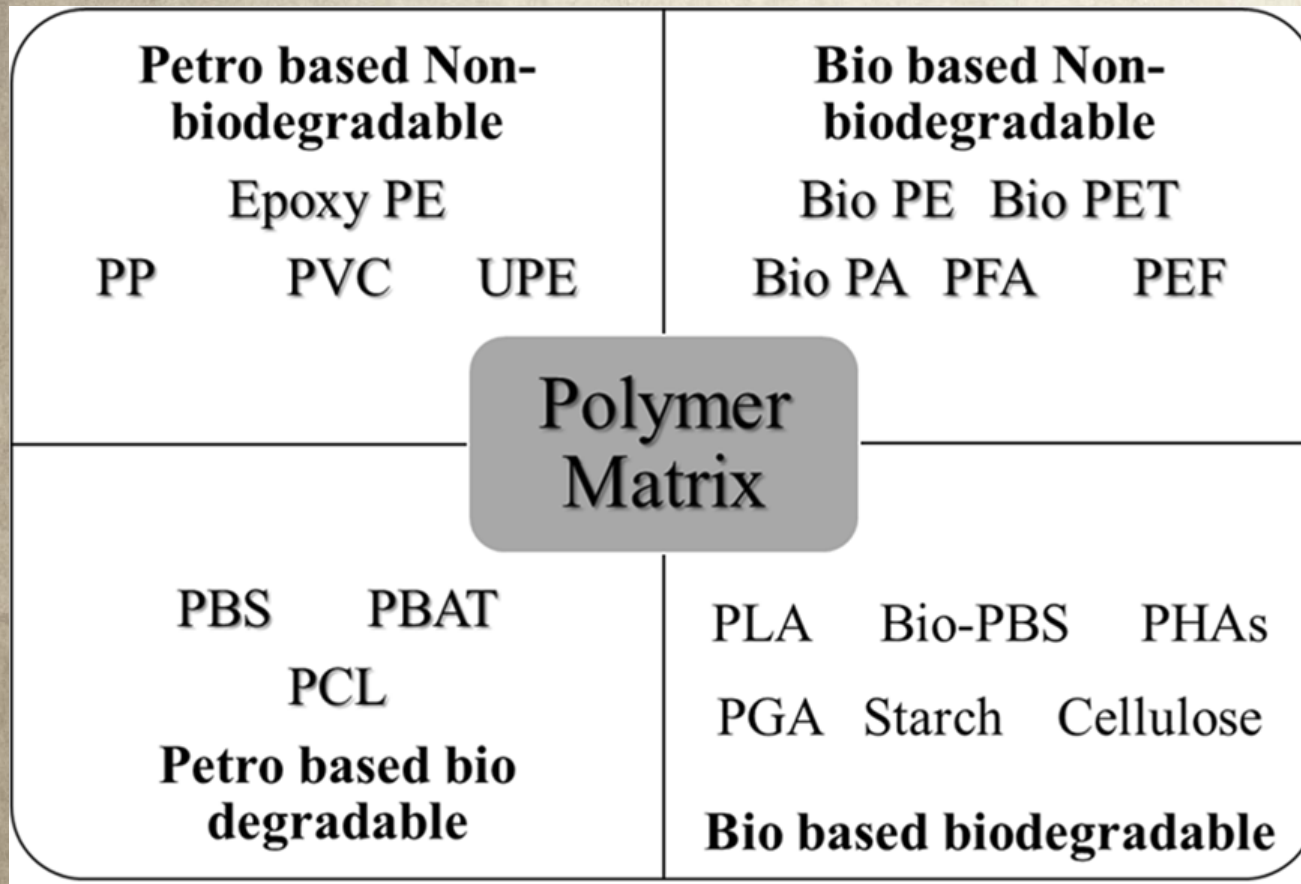 Petro based Non-
biodegradable
Epoxy PE
PP PVC UPE
Bio based Non-
biodegradable
Bio PE Bio PET
Bio PA PFA PEF
Polymer
Matrix
PBS PBAT
PCL
Petro based bio
degradable
PLA Bio-PBS PHAs
PGA Starch Cellulose
Bio based biodegradable